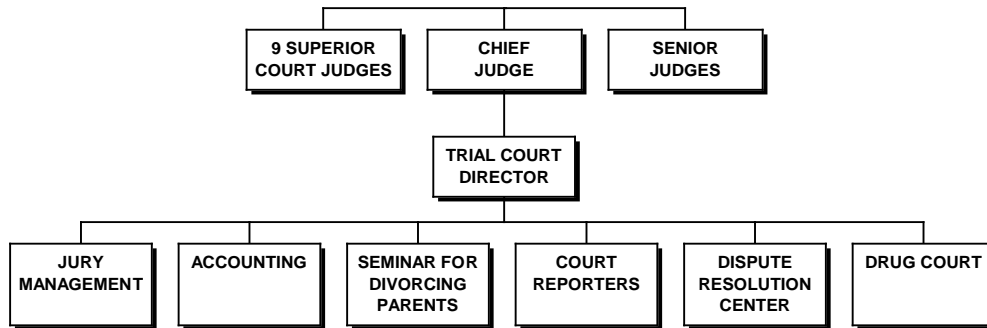 9 SUPERIOR
COURT JUDGES
CHIEF
JUDGE
SENIOR
JUDGES
TRIAL COURT
DIRECTOR
JURY
MANAGEMENT
ACCOUNTING
SEMINAR FOR
DIVORCING
PARENTS
COURT
REPORTERS
DISPUTE
RESOLUTION
CENTER
DRUG COURT